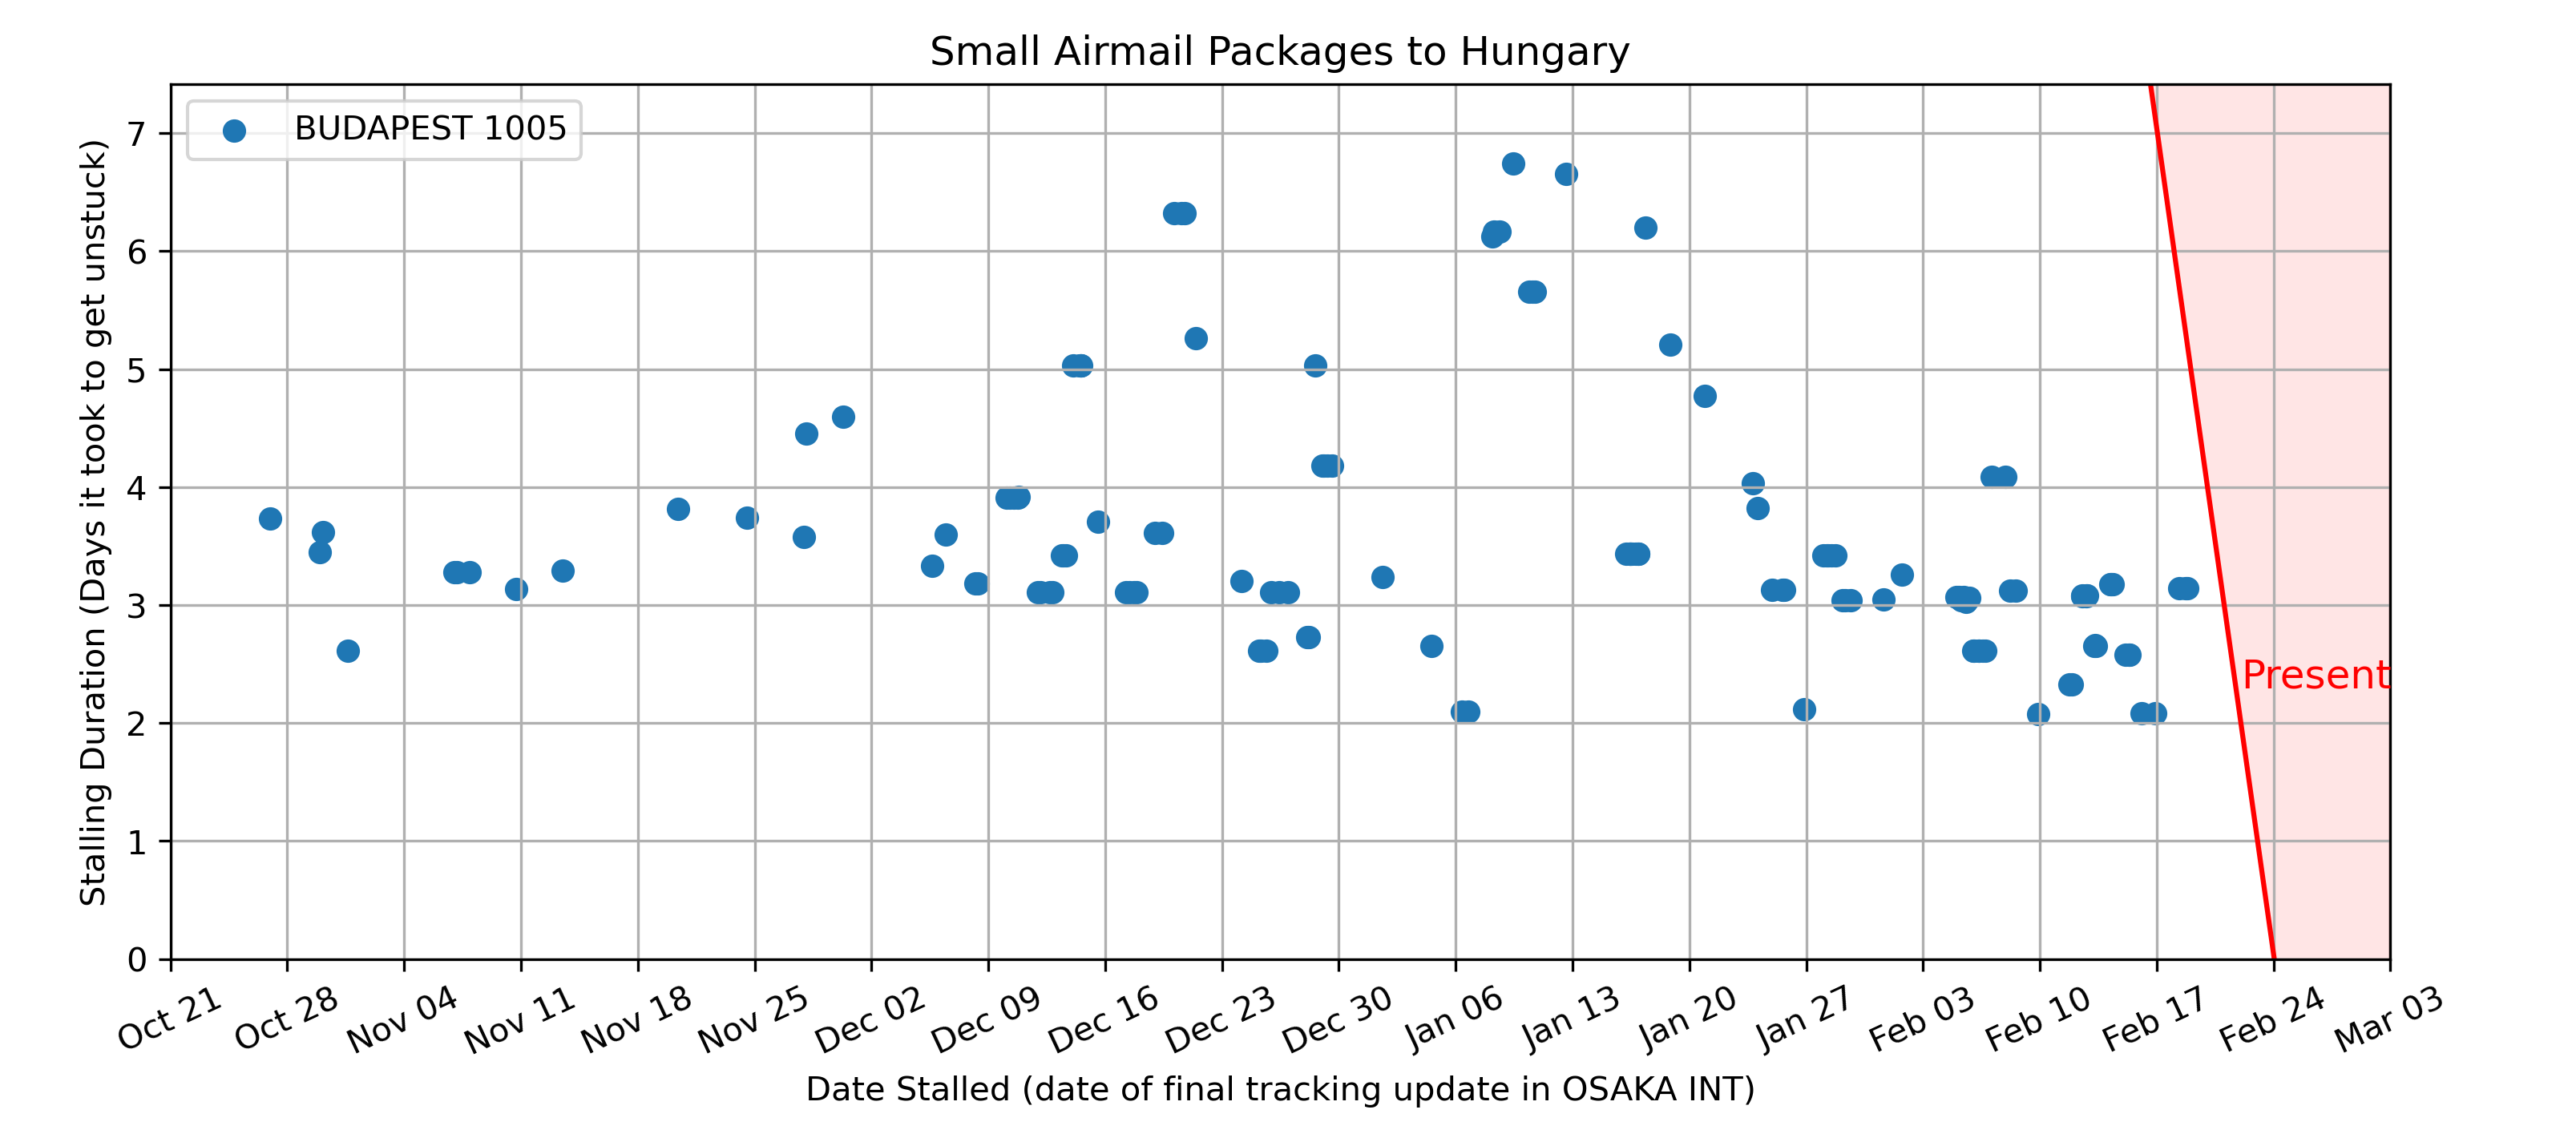 Small Airmail Packages to Hungary
BUDAPEST 1005
Stalling Duration (Days it took to get unstuck)
7
6
5
4
3
2
1
0
Present
Oct 21
Oct 28
Nov 04
Nov 11
Nov 18
Nov 25
Dec 02
Dec 09
Dec 16
Dec 23
Dec 30
Jan 06
Jan 13
Jan 20
Jan 27
Feb 03
Feb 10
Feb 17
Feb 24
Mar 03
Date Stalled (date of final tracking update in OSAKA INT)